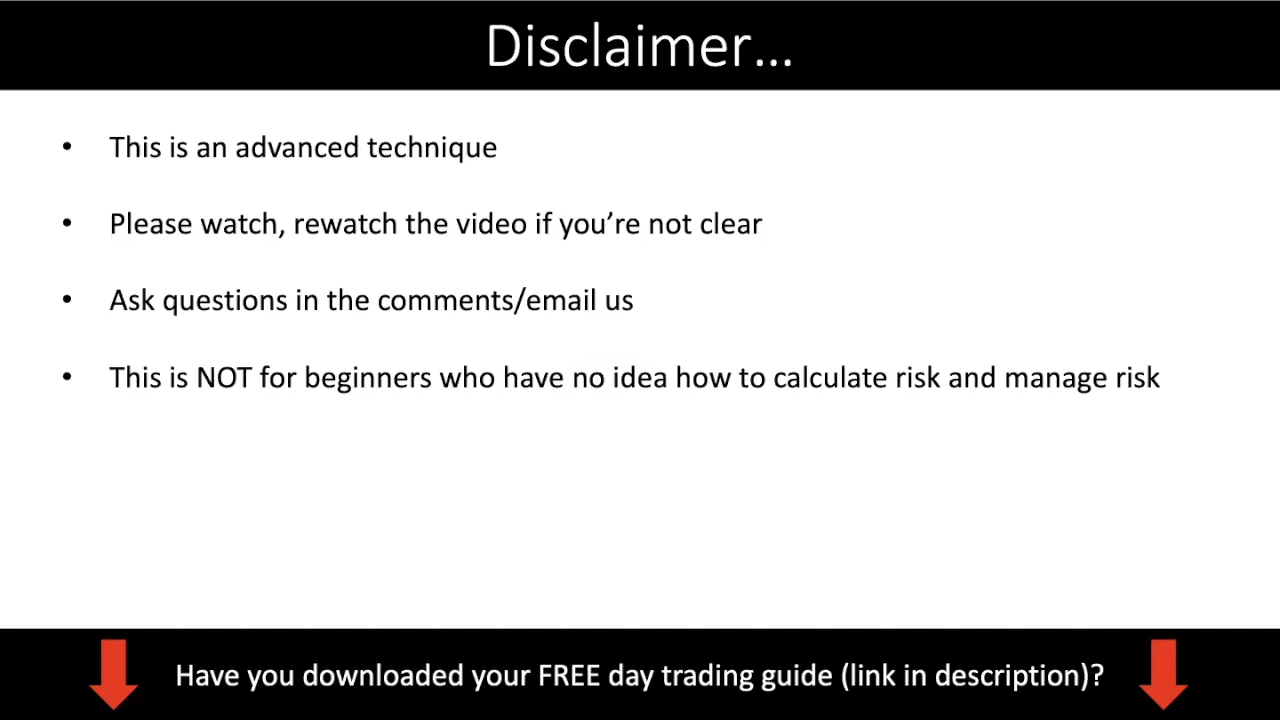 Disclaimer...
• This is an advanced technique
• Please watch, rewatch the video if you’re not clear
• Ask questions in the comments/email us
• This is NOT for beginners who have no idea how to calculate risk and manage risk
Have you downloaded your FREE day trading guide (link in description)?